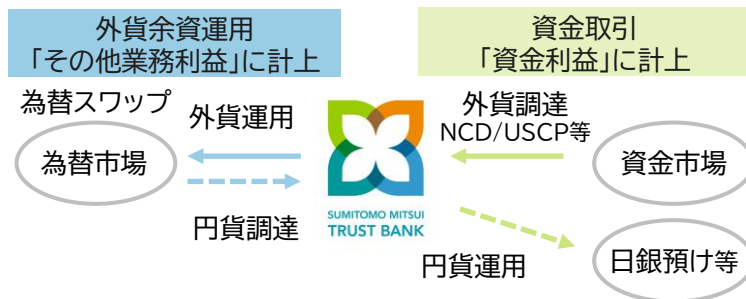 外貨余資運用
「その他業務利益」に計上
資金取引
「資金利益」に計上
為替スワップ
外貨運用
為替市場
円貨調達
SUMITOMO MITSUI
TRUST BANK
外貨調達
NCD/USCP等
資金市場
円貨運用
日銀預け等